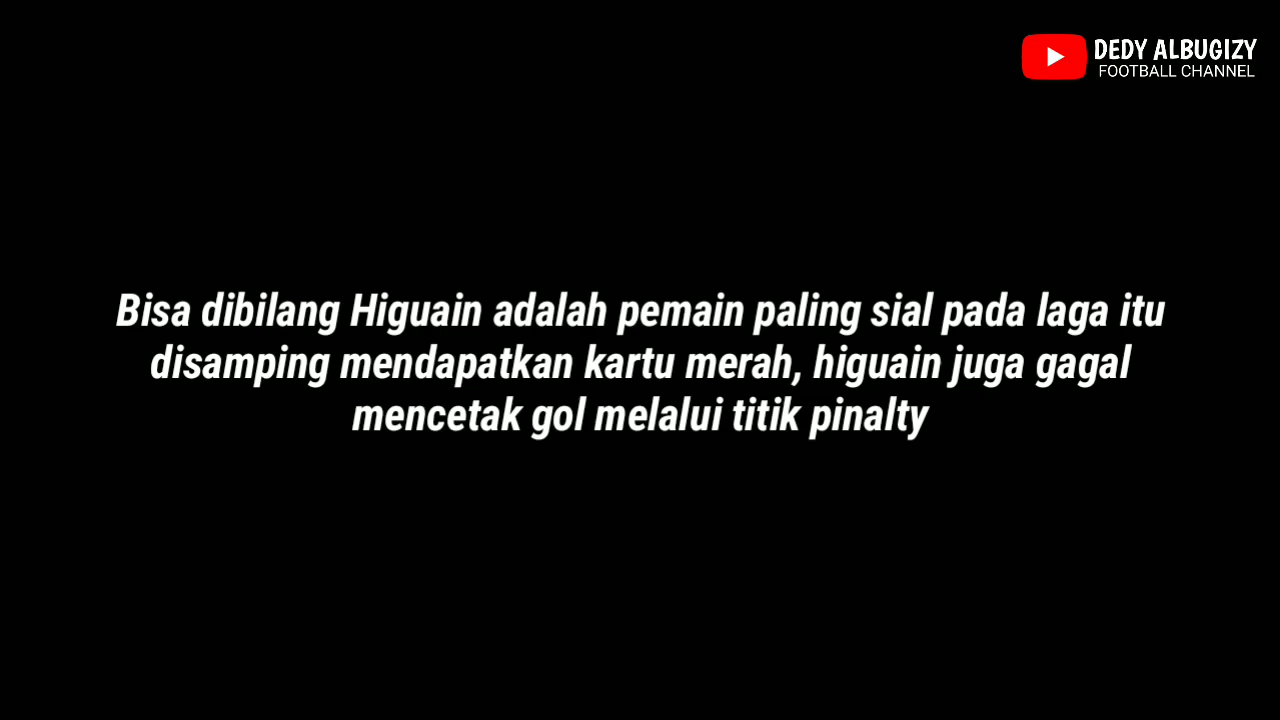 DEDY ALBUGIZY
FOOTBALL CHANNEL
Bisa dibilang Higuain adalah pemain paling sial pada laga itu
disamping mendapatkan kartu merah, higuain juga gagal
mencetak gol melalui titik pinalty